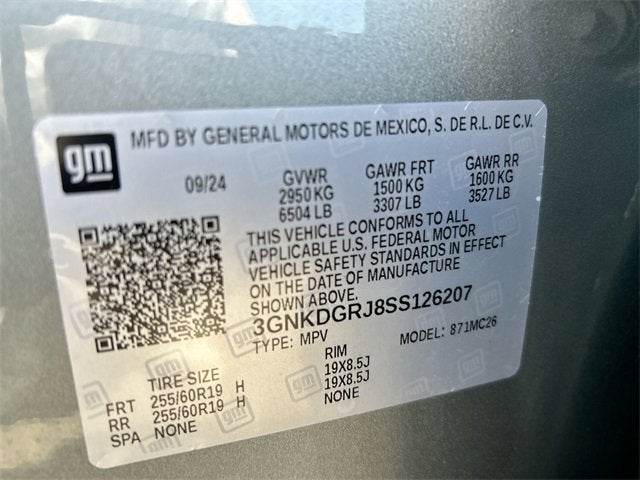 gm
MFD BY GENERAL MOTORS DE MEXICO, S. DE R.L. DE C.V.
09/24 GVWR GAWR FRT GAWR RR
2950 KG 1500 KG 1600 KG
6504 LB 3307 LB 3527 LB
THIS VEHICLE CONFORMS TO ALL
APPLICABLE U.S. FEDERAL MOTOR
VEHICLE SAFETY STANDARDS IN EFFECT
ON THE DATE OF MANUFACTURE
SHOWN ABOVE.
3GNKDGRJ8SS126207
TYPE: MPV MODEL: 871MC26
TIRE SIZE RIM
FRT 255/60R19 H 19X8.5J
RR 255/60R19 H 19X8.5J
SPA NONE NONE